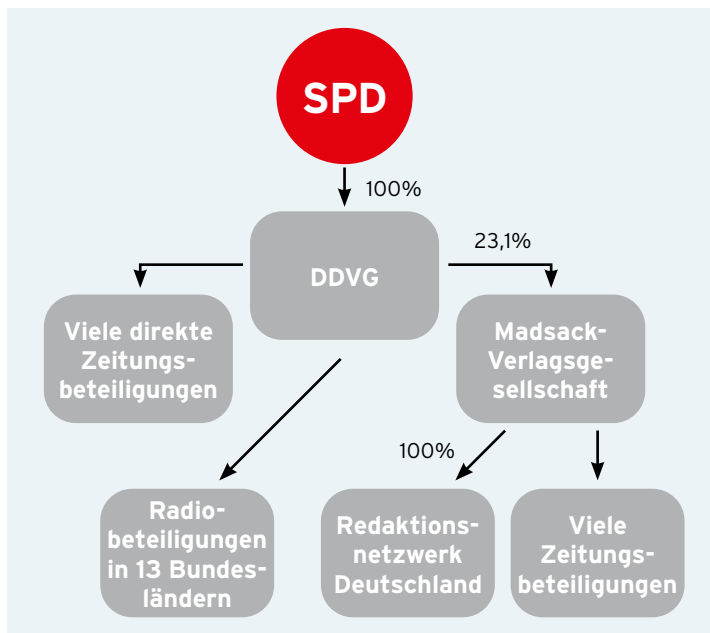 SPD
100%
DDVG
23,1%
Viele direkte
Zeitungs-
beteiligungen
Madsack-
Verlagsge-
sellschaft
100%
Radio-
beteiligungen
in 13 Bundes-
ländern
Redaktions-
netzwerk
Deutschland
Viele
Zeitungs-
beteiligungen